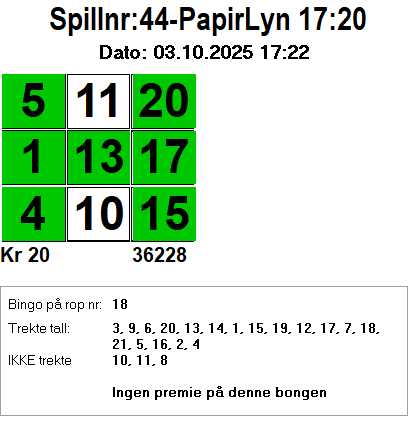 Spillnr:44-PapirLyn 17:20
Dato: 03.10.2025 17:22
5 11 20
1 13 17
4 10 15
Kr 20 36228
Bingo på rop nr: 18
Trekte tall: 3, 9, 6, 20, 13, 14, 1, 15, 19, 12, 17, 7, 18,
21, 5, 16, 2, 4
IKKE trekte 10, 11, 8
Ingen premie på denne bongen